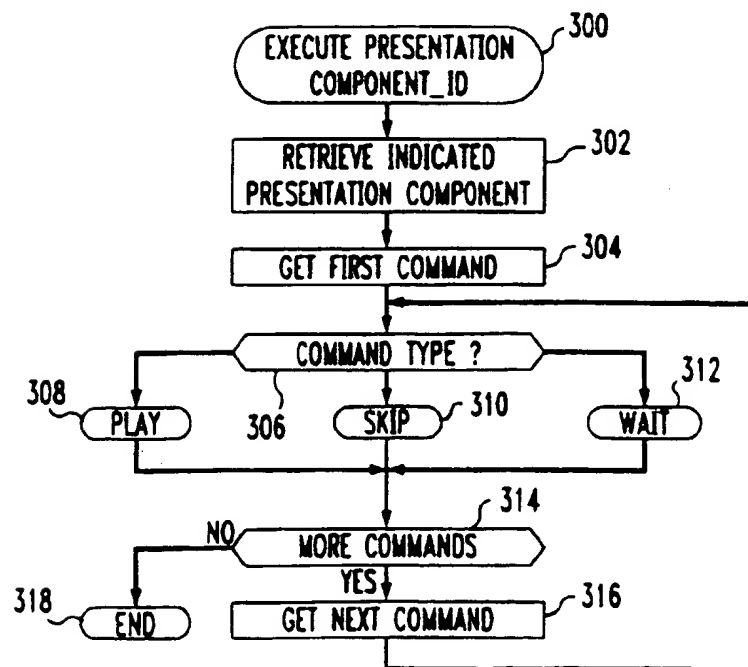 300
EXECUTE PRESENTATION
COMPONENT_ID
302
RETRIEVE INDICATED
PRESENTATION COMPONENT
304
GET FIRST COMMAND
COMMAND TYPE ?
306
308
PLAY
310
SKIP
312
WAIT
314
MORE COMMANDS
NO
YES
316
GET NEXT COMMAND
318
END